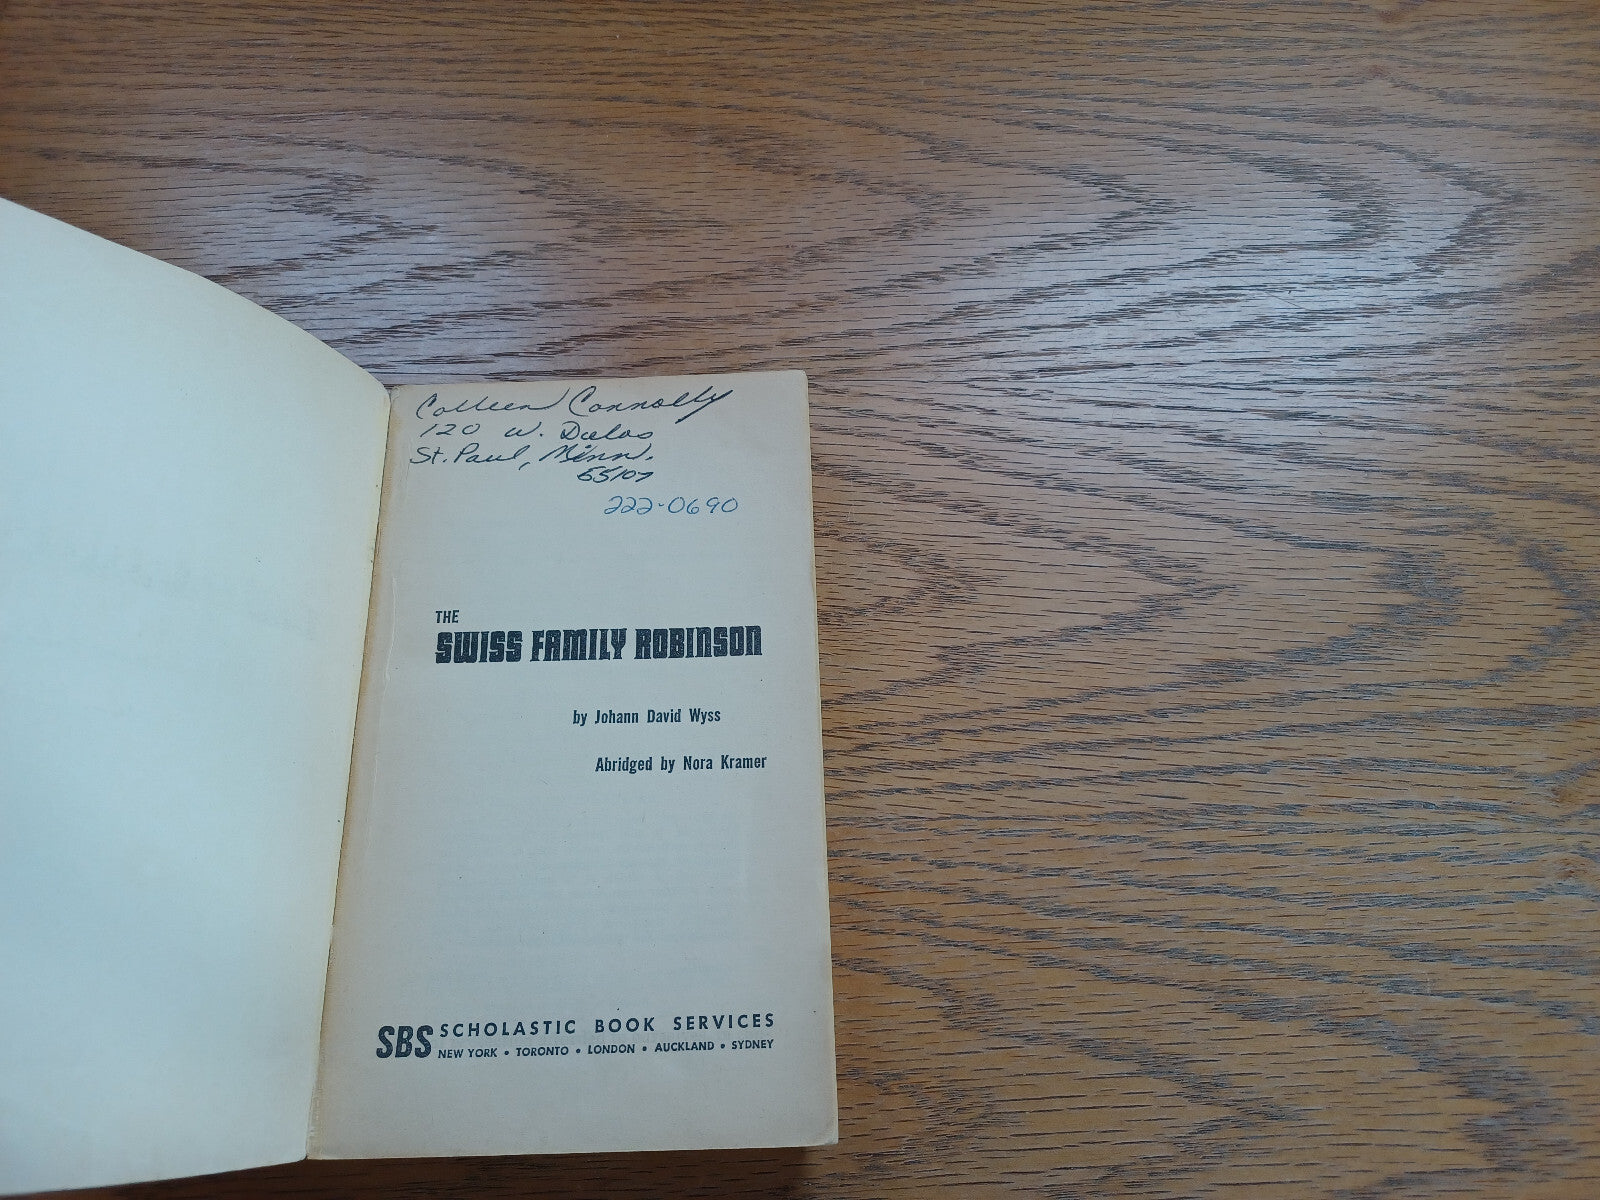 Colleen Connolly
120 W. Dulas
St. Paul, Minn.
55107
222-0690
THE
SWISS FAMILY ROBINSON
by Johann David Wyss
Abridged by Nora Kramer
SBS SCHOLASTIC BOOK SERVICES
NEW YORK • TORONTO • LONDON • AUCKLAND • SYDNEY